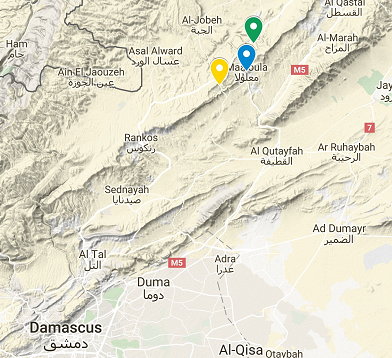 Al Qastal
القسطل
Al-Jobeh
الجبة
Al-Marah
المراح
Ham
حام
Asal Alward
عسال الورد
Maaloula
معلولا
M5
Ain El Jaouzeh
عين الجوزة
7
Rankos
رنكوس
Al Qutayfah
القطيفة
Ar Ruhaybah
الرحيبة
Sednayah
صيدنايا
Ad Dumayr
الضمير
Al Tal
التل
M5
Adra
عدرا
Duma
دوما
Damascus
دمشق
Al-Qisa
Otaybah